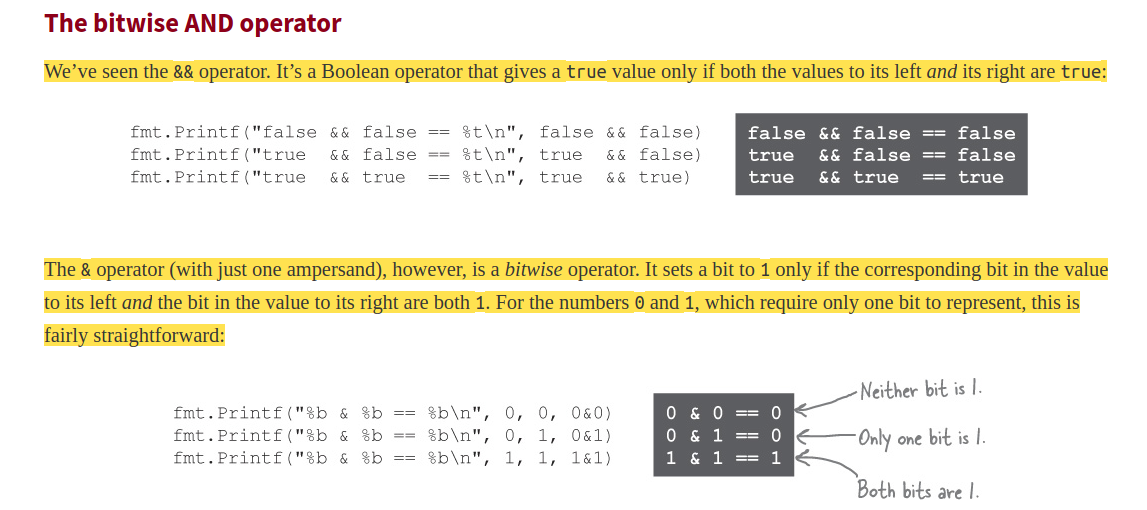 The bitwise AND operator
We’ve seen the && operator. It’s a Boolean operator that gives a true value only if both the values to its left and its right are true:
fmt.Printf("false && false == %t\n", false && false)
fmt.Printf("true  && false == %t\n", true  && false)
fmt.Printf("true  && true  == %t\n", true  && true)
false && false == false
true  && false == false
true  && true  == true
The & operator (with just one ampersand), however, is a bitwise operator. It sets a bit to 1 only if the corresponding bit in the value
to its left and the bit in the value to its right are both 1. For the numbers 0 and 1, which require only one bit to represent, this is
fairly straightforward:
fmt.Printf("%b & %b == %b\n", 0, 0, 0&0)
fmt.Printf("%b & %b == %b\n", 0, 1, 0&1)
fmt.Printf("%b & %b == %b\n", 1, 1, 1&1)
0 & 0 == 0
0 & 1 == 0
1 & 1 == 1
Neither bit is 1.
Only one bit is 1.
Both bits are 1.